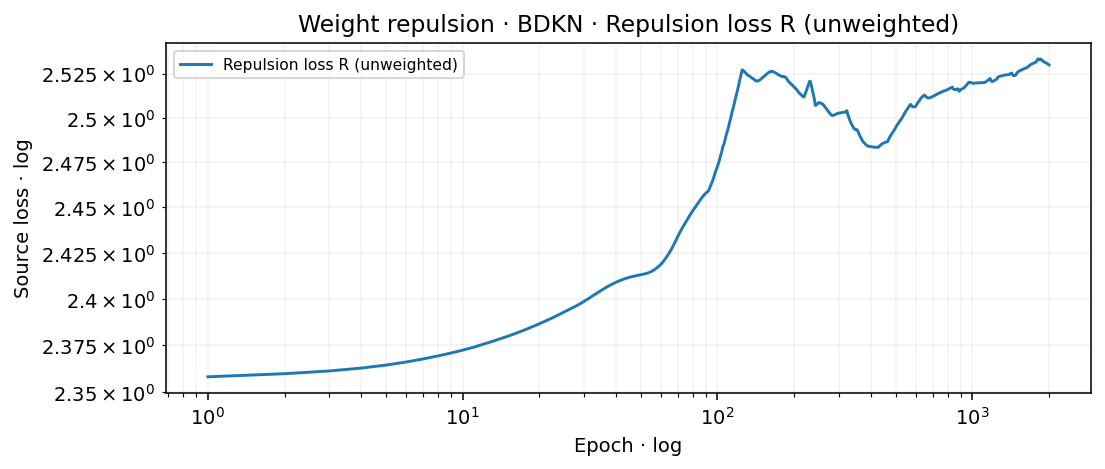 Weight repulsion · BDKN · Repulsion loss R (unweighted)
Repulsion loss R (unweighted)
Source loss · log
2.525 × 10⁰
2.5 × 10⁰
2.475 × 10⁰
2.45 × 10⁰
2.425 × 10⁰
2.4 × 10⁰
2.375 × 10⁰
2.35 × 10⁰
10⁰ 10¹ 10² 10³
Epoch · log